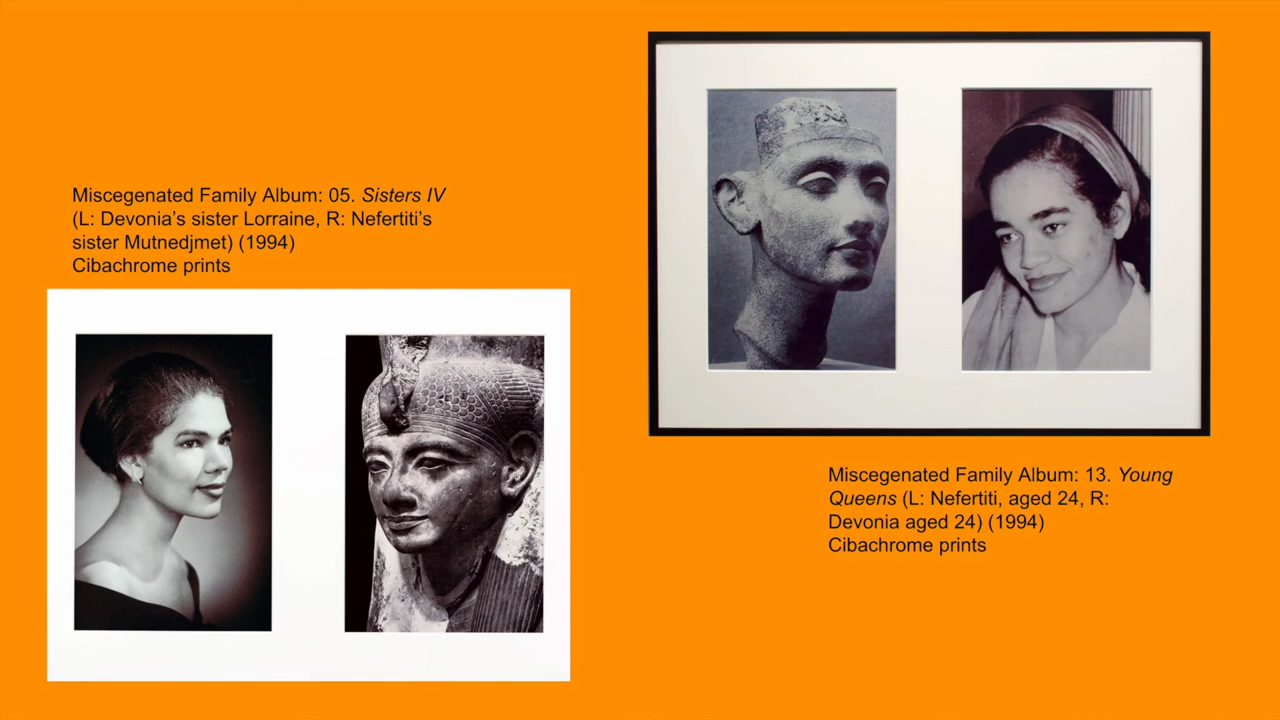 Miscegenated Family Album: 05. Sisters IV
(L: Devonia’s sister Lorraine, R: Nefertiti’s
sister Mutnedjmet) (1994)
Cibachrome prints
Miscegenated Family Album: 13. Young
Queens (L: Nefertiti, aged 24, R:
Devonia aged 24) (1994)
Cibachrome prints